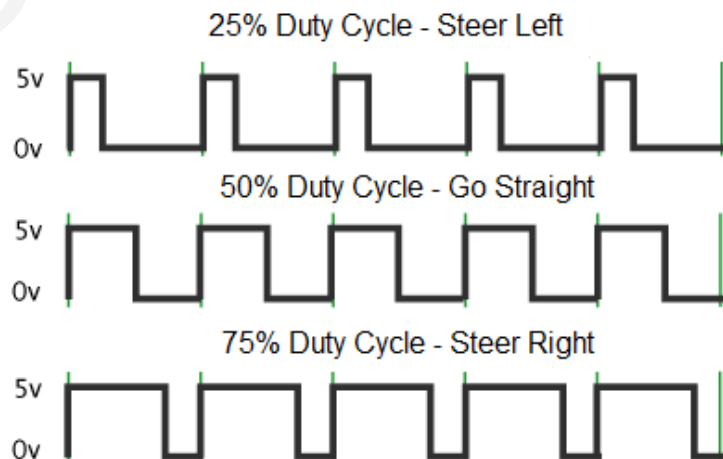 25% Duty Cycle - Steer Left
5v
0v
50% Duty Cycle - Go Straight
5v
0v
75% Duty Cycle - Steer Right
5v
0v